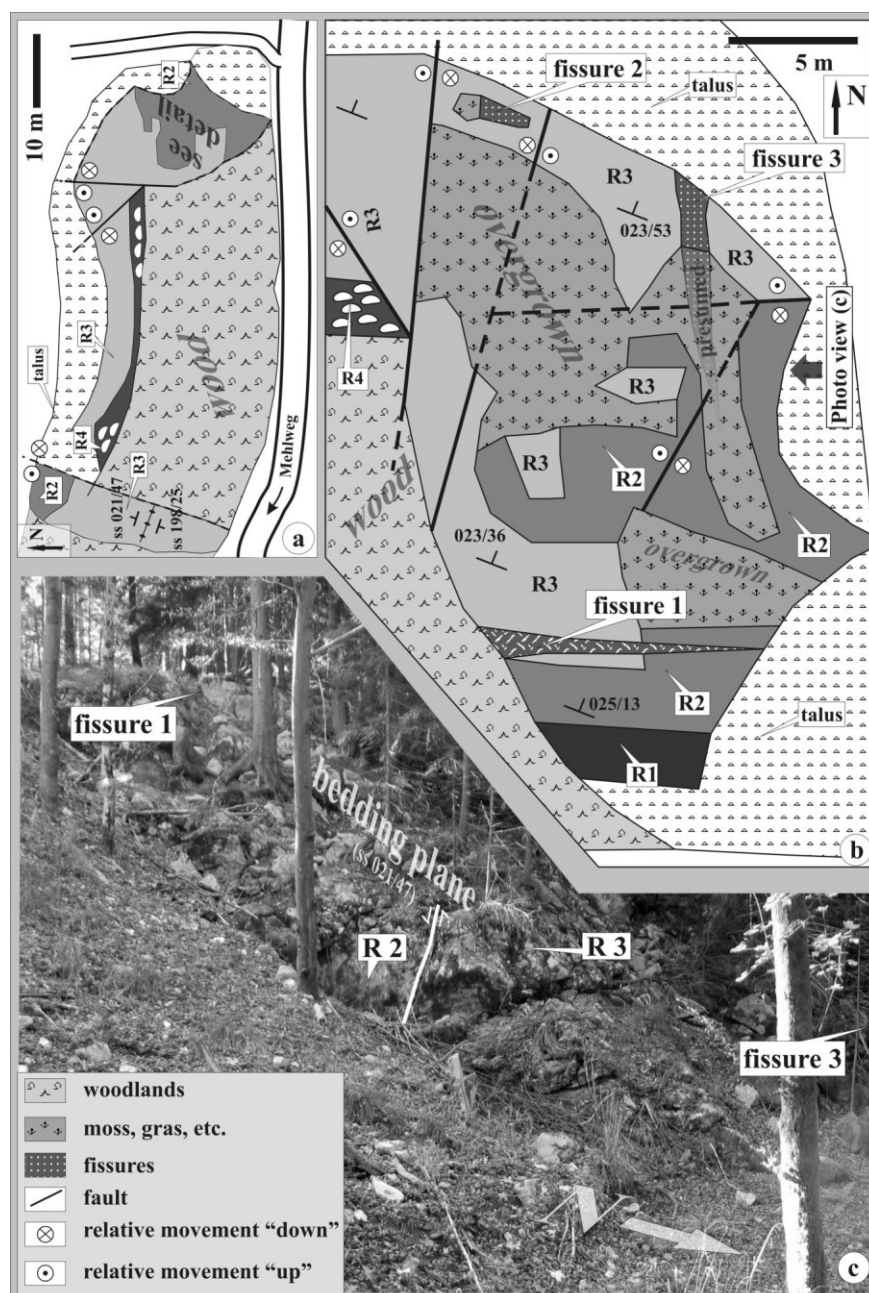 10 m
R2
see
detail
R3
talus
R4
R3
R2
ss 021/47
ss 198/25
wood
Mehlweg
N
a
5 m
N
fissure 2
talus
fissure 3
R3
R3
023/53
R3
overgrown
presumed
R4
R3
Photo view (c)
R3
R2
wood
023/36
R3
overgrown
R2
fissure 1
025/13
R2
talus
R1
b
fissure 1
bedding plane
(ss 021/47)
R 2
R 3
fissure 3
N
woodlands
moss, gras, etc.
fissures
fault
relative movement “down”
relative movement “up”
c